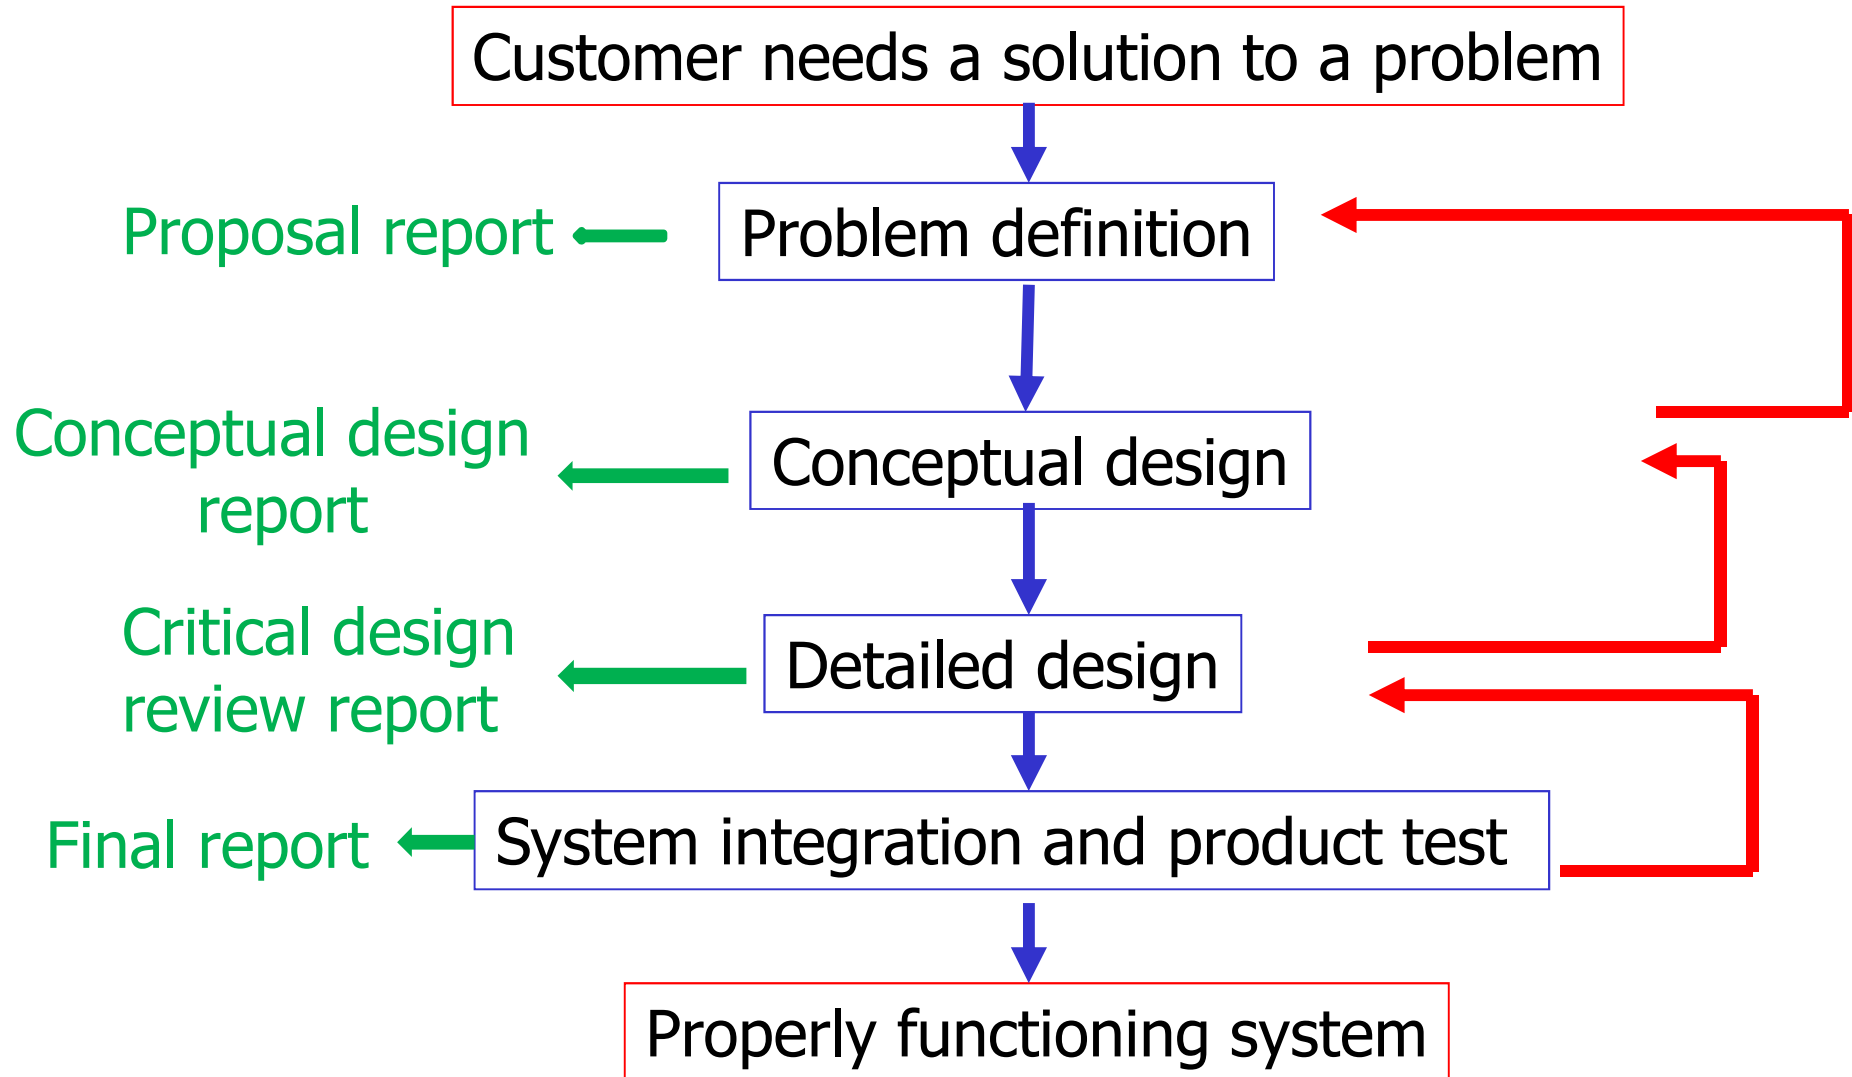 Customer needs a solution to a problem
Proposal report
Problem definition
Conceptual design
report
Conceptual design
Critical design
review report
Detailed design
Final report
System integration and product test
Properly functioning system